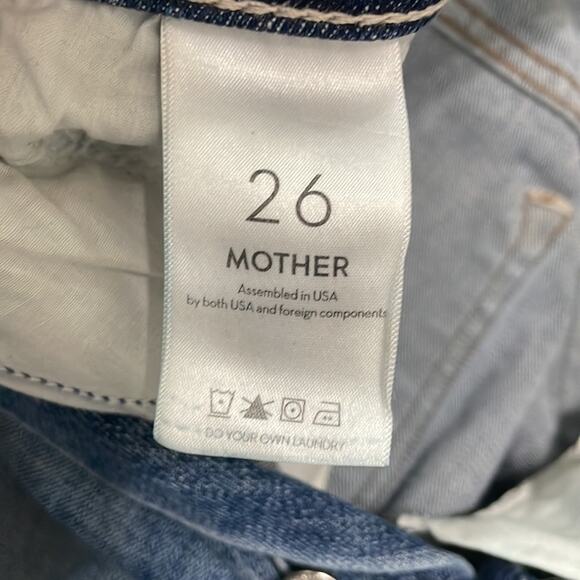 26
MOTHER
Assembled in USA
by both USA and foreign components
DO YOUR OWN LAUNDRY